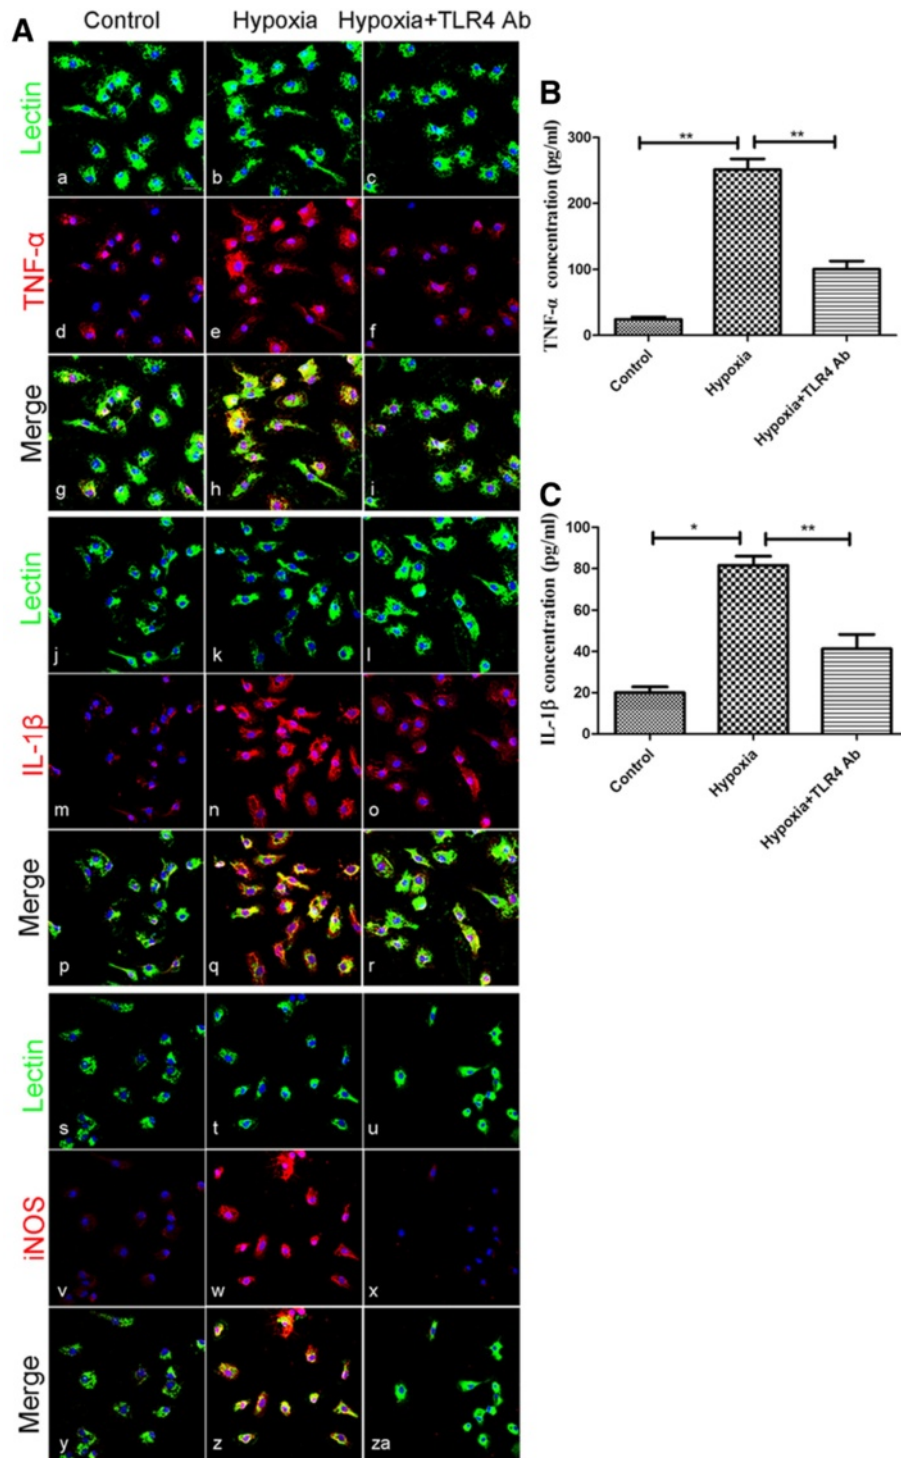 A
Control Hypoxia Hypoxia+TLR4 Ab
Lectin
a b c
TNF-α
d e f
Merge
g h i
Lectin
j k l
IL-1β
m n o
Merge
p q r
Lectin
s t u
iNOS
v w x
Merge
y z za
B
TNF-α concentration (pg/ml)
300
200
100
0
** **
Control Hypoxia Hypoxia+TLR4 Ab
C
IL-1β concentration (pg/ml)
100
80
60
40
20
0
* **
Control Hypoxia Hypoxia+TLR4 Ab